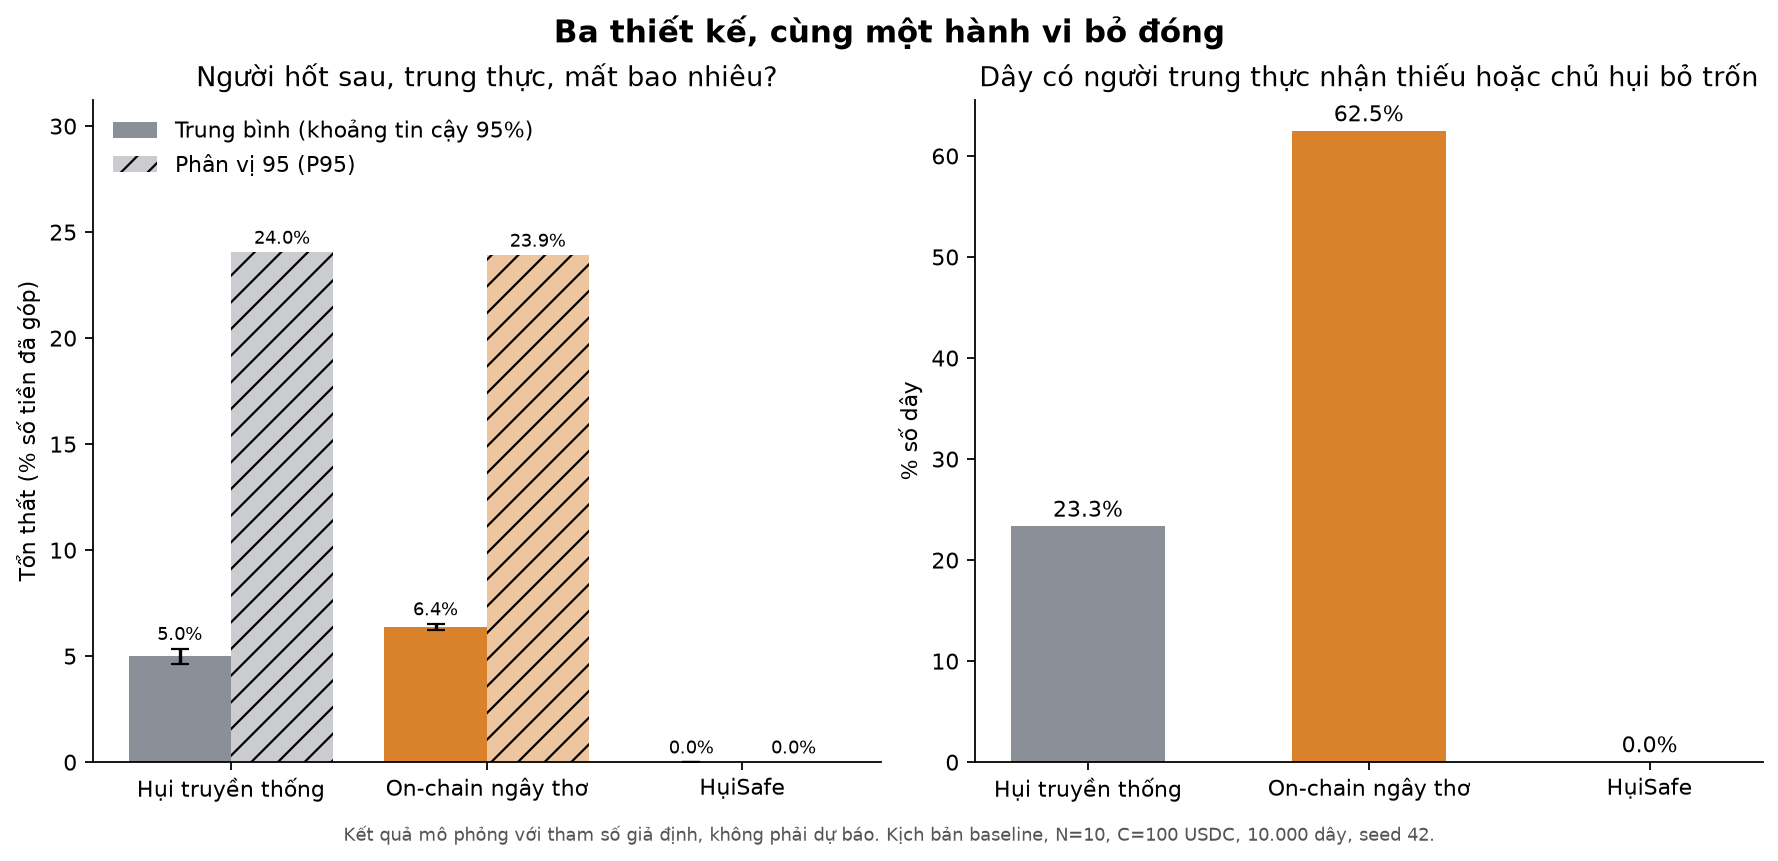 Ba thiết kế, cùng một hành vi bỏ đóng
Người hốt sau, trung thực, mất bao nhiêu?
Tổn thất (% số tiền đã góp)
30
25
20
15
10
5
0
Trung bình (khoảng tin cậy 95%)
Phân vị 95 (P95)
5.0%
24.0%
6.4%
23.9%
0.0%
0.0%
Hụi truyền thống
On-chain ngây thơ
HụiSafe
Dây có người trung thực nhận thiếu hoặc chủ hụi bỏ trốn
% số dây
60
50
40
30
20
10
0
23.3%
62.5%
0.0%
Hụi truyền thống
On-chain ngây thơ
HụiSafe
Kết quả mô phỏng với tham số giả định, không phải dự báo. Kịch bản baseline, N=10, C=100 USDC, 10.000 dây, seed 42.